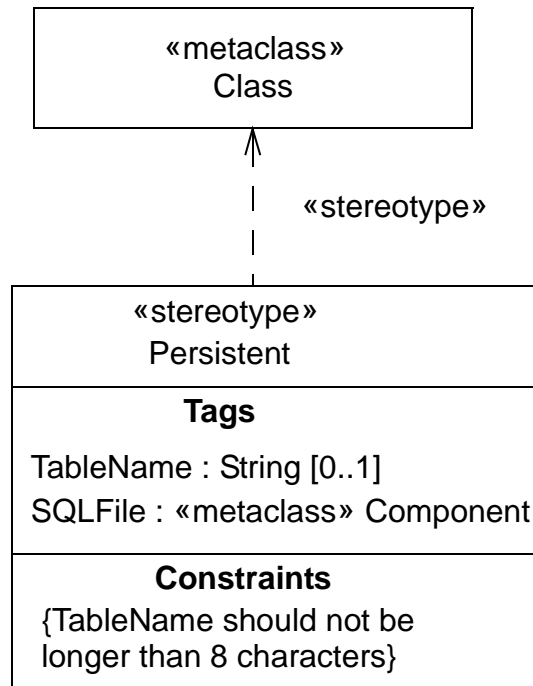 «metaclass»
Class
«stereotype»
«stereotype»
Persistent
Tags
TableName : String [0..1]
SQLFile : «metaclass» Component
Constraints
{TableName should not be
longer than 8 characters}